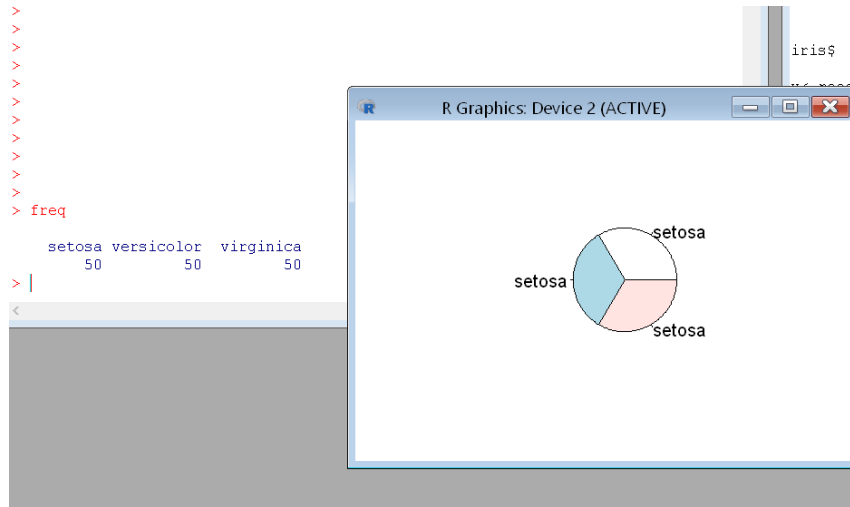 >
>
>
>
>
>
>
>
>
>
>
> freq
setosa versicolor virginica
50 50 50
>
iris$
R Graphics: Device 2 (ACTIVE)
setosa
setosa
setosa